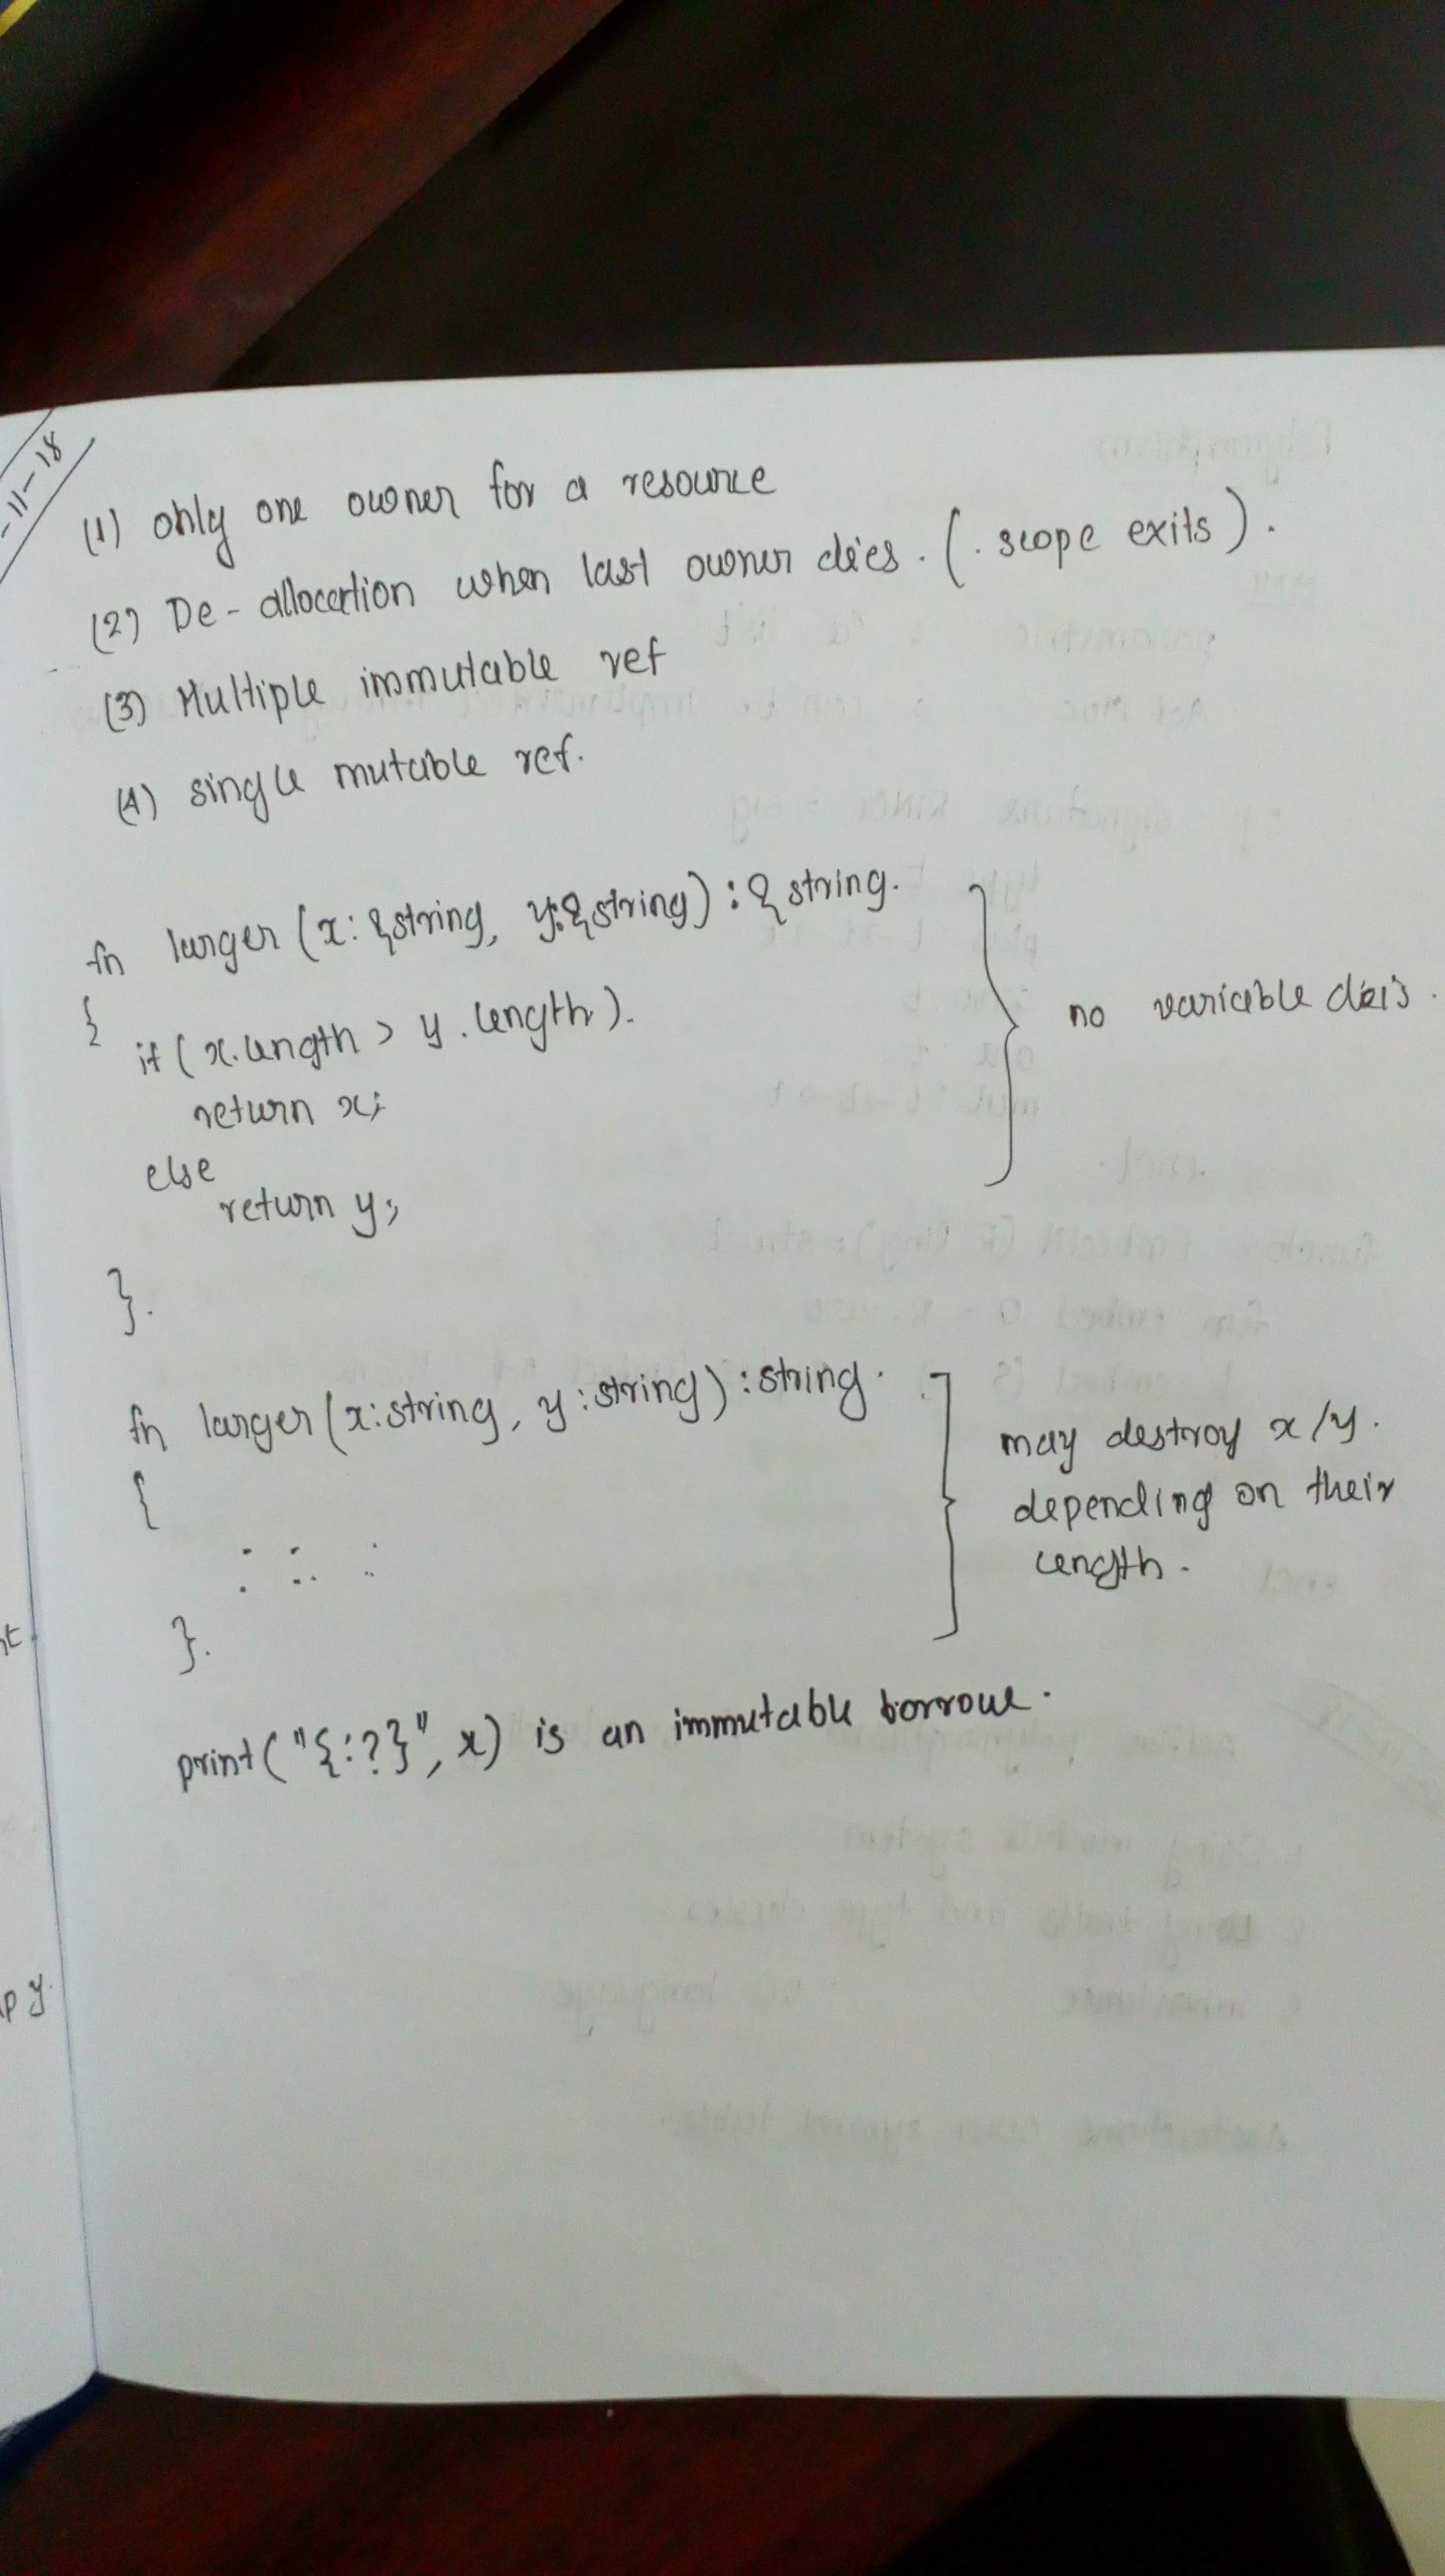 -11-18
(1) only one owner for a resource
(2) De-allocation when last owner dies. (. scope exits).
(3) Multiple immutable ref
(4) single mutable ref.
fn larger (x: &string, y:&string) : & string.
{
if (x.length > y.length).
return x;
else
return y;
}.
no variable dies.
fn larger (x:string, y:string) : string.
{
}.
may destroy x/y.
depending on their
length.
print("{:?}", x) is an immutable borrow.
p y.